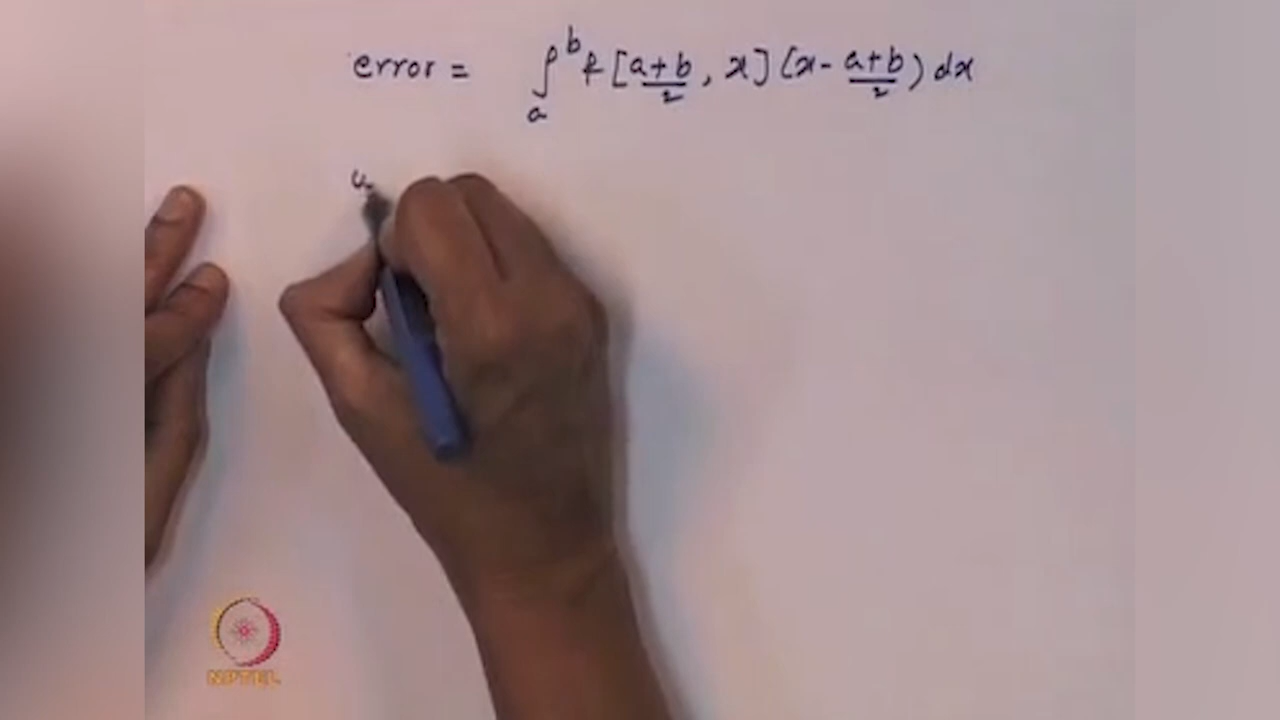 error = ∫_a^b f [a+b/2, x] (x - a+b/2) dx
NPTEL